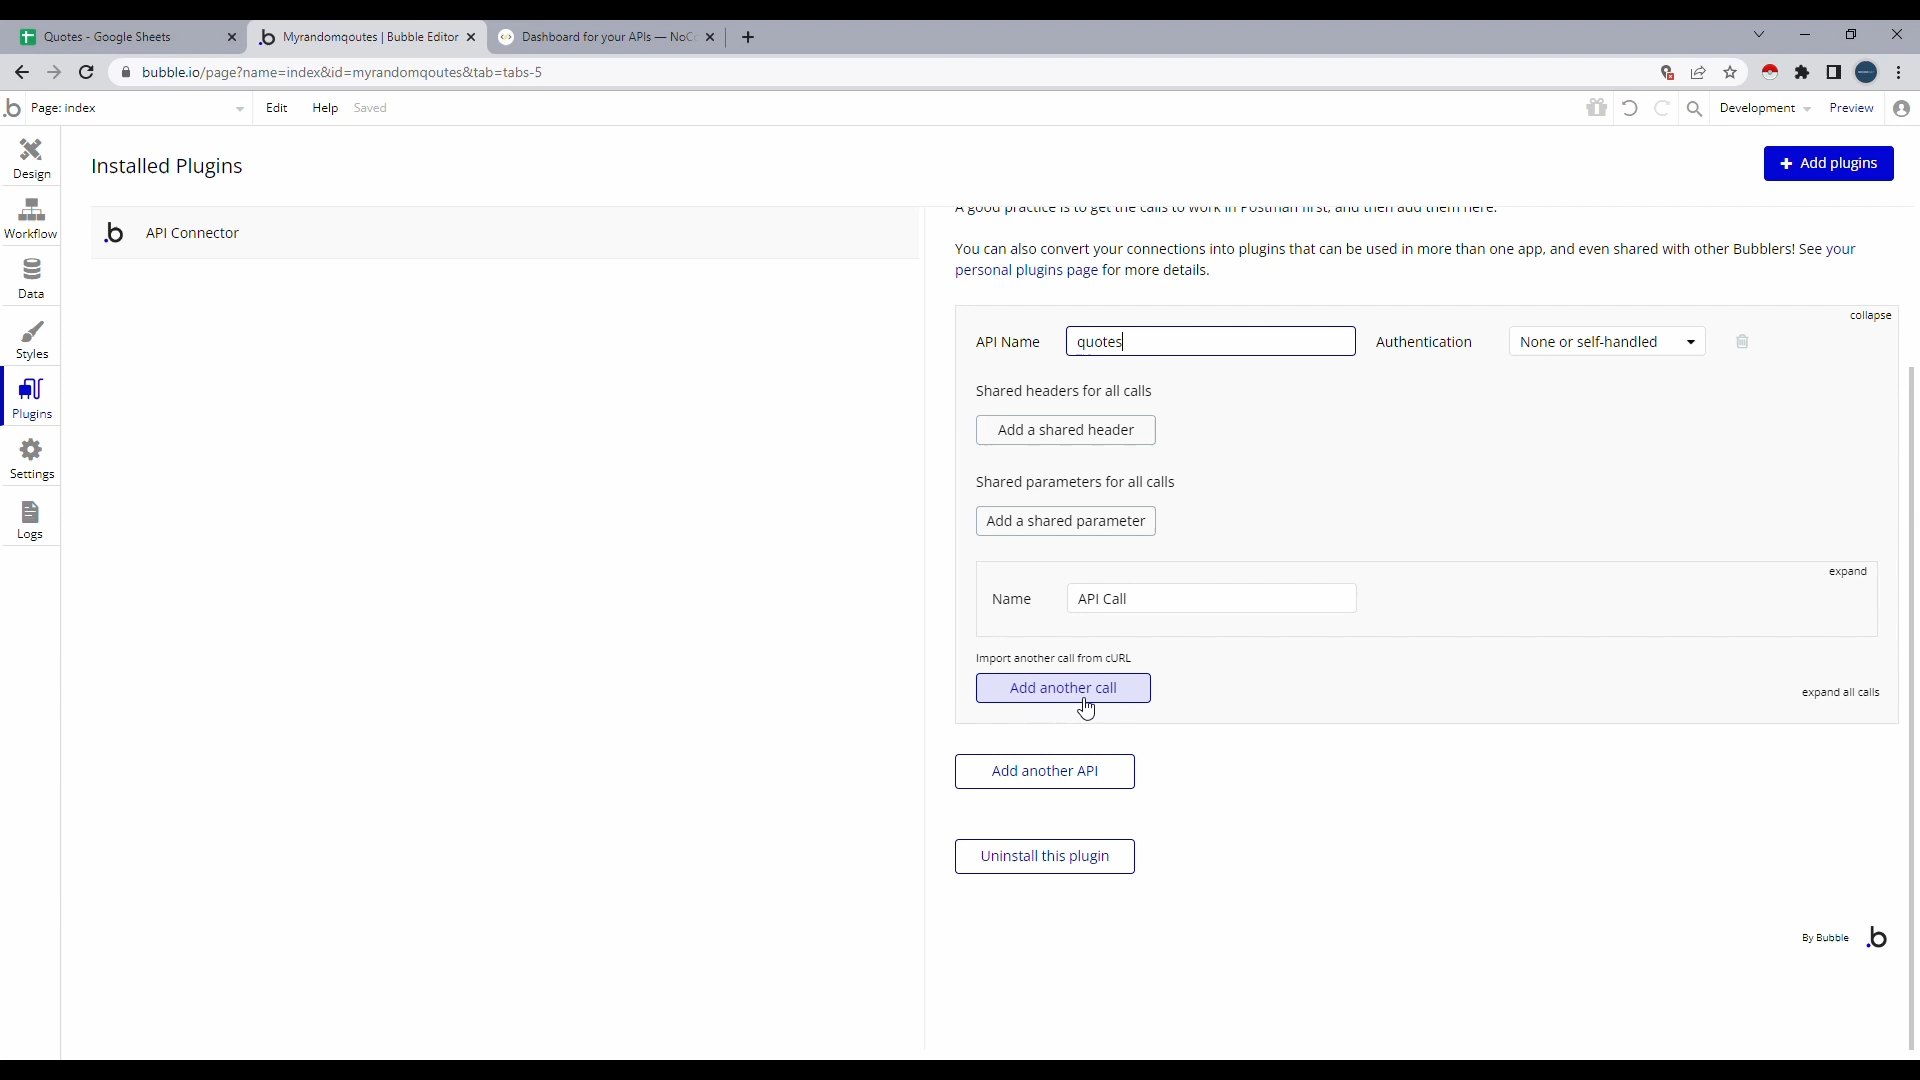 Quotes - Google Sheets
Myrandomqoutes | Bubble Editor
Dashboard for your APIs — NoC
bubble.io/page?name=index&id=myrandomqoutes&tab=tabs-5
Page: index
Edit
Help
Saved
Development
Preview
Design
Workflow
Data
Styles
Plugins
Settings
Logs
Installed Plugins
+ Add plugins
API Connector
A good practice is to get the calls to work in Postman first, and then add them here.
You can also convert your connections into plugins that can be used in more than one app, and even shared with other Bubblers! See your
personal plugins page for more details.
collapse
API Name
quotes
Authentication
None or self-handled
Shared headers for all calls
Add a shared header
Shared parameters for all calls
Add a shared parameter
expand
Name
API Call
Import another call from cURL
Add another call
expand all calls
Add another API
Uninstall this plugin
By Bubble